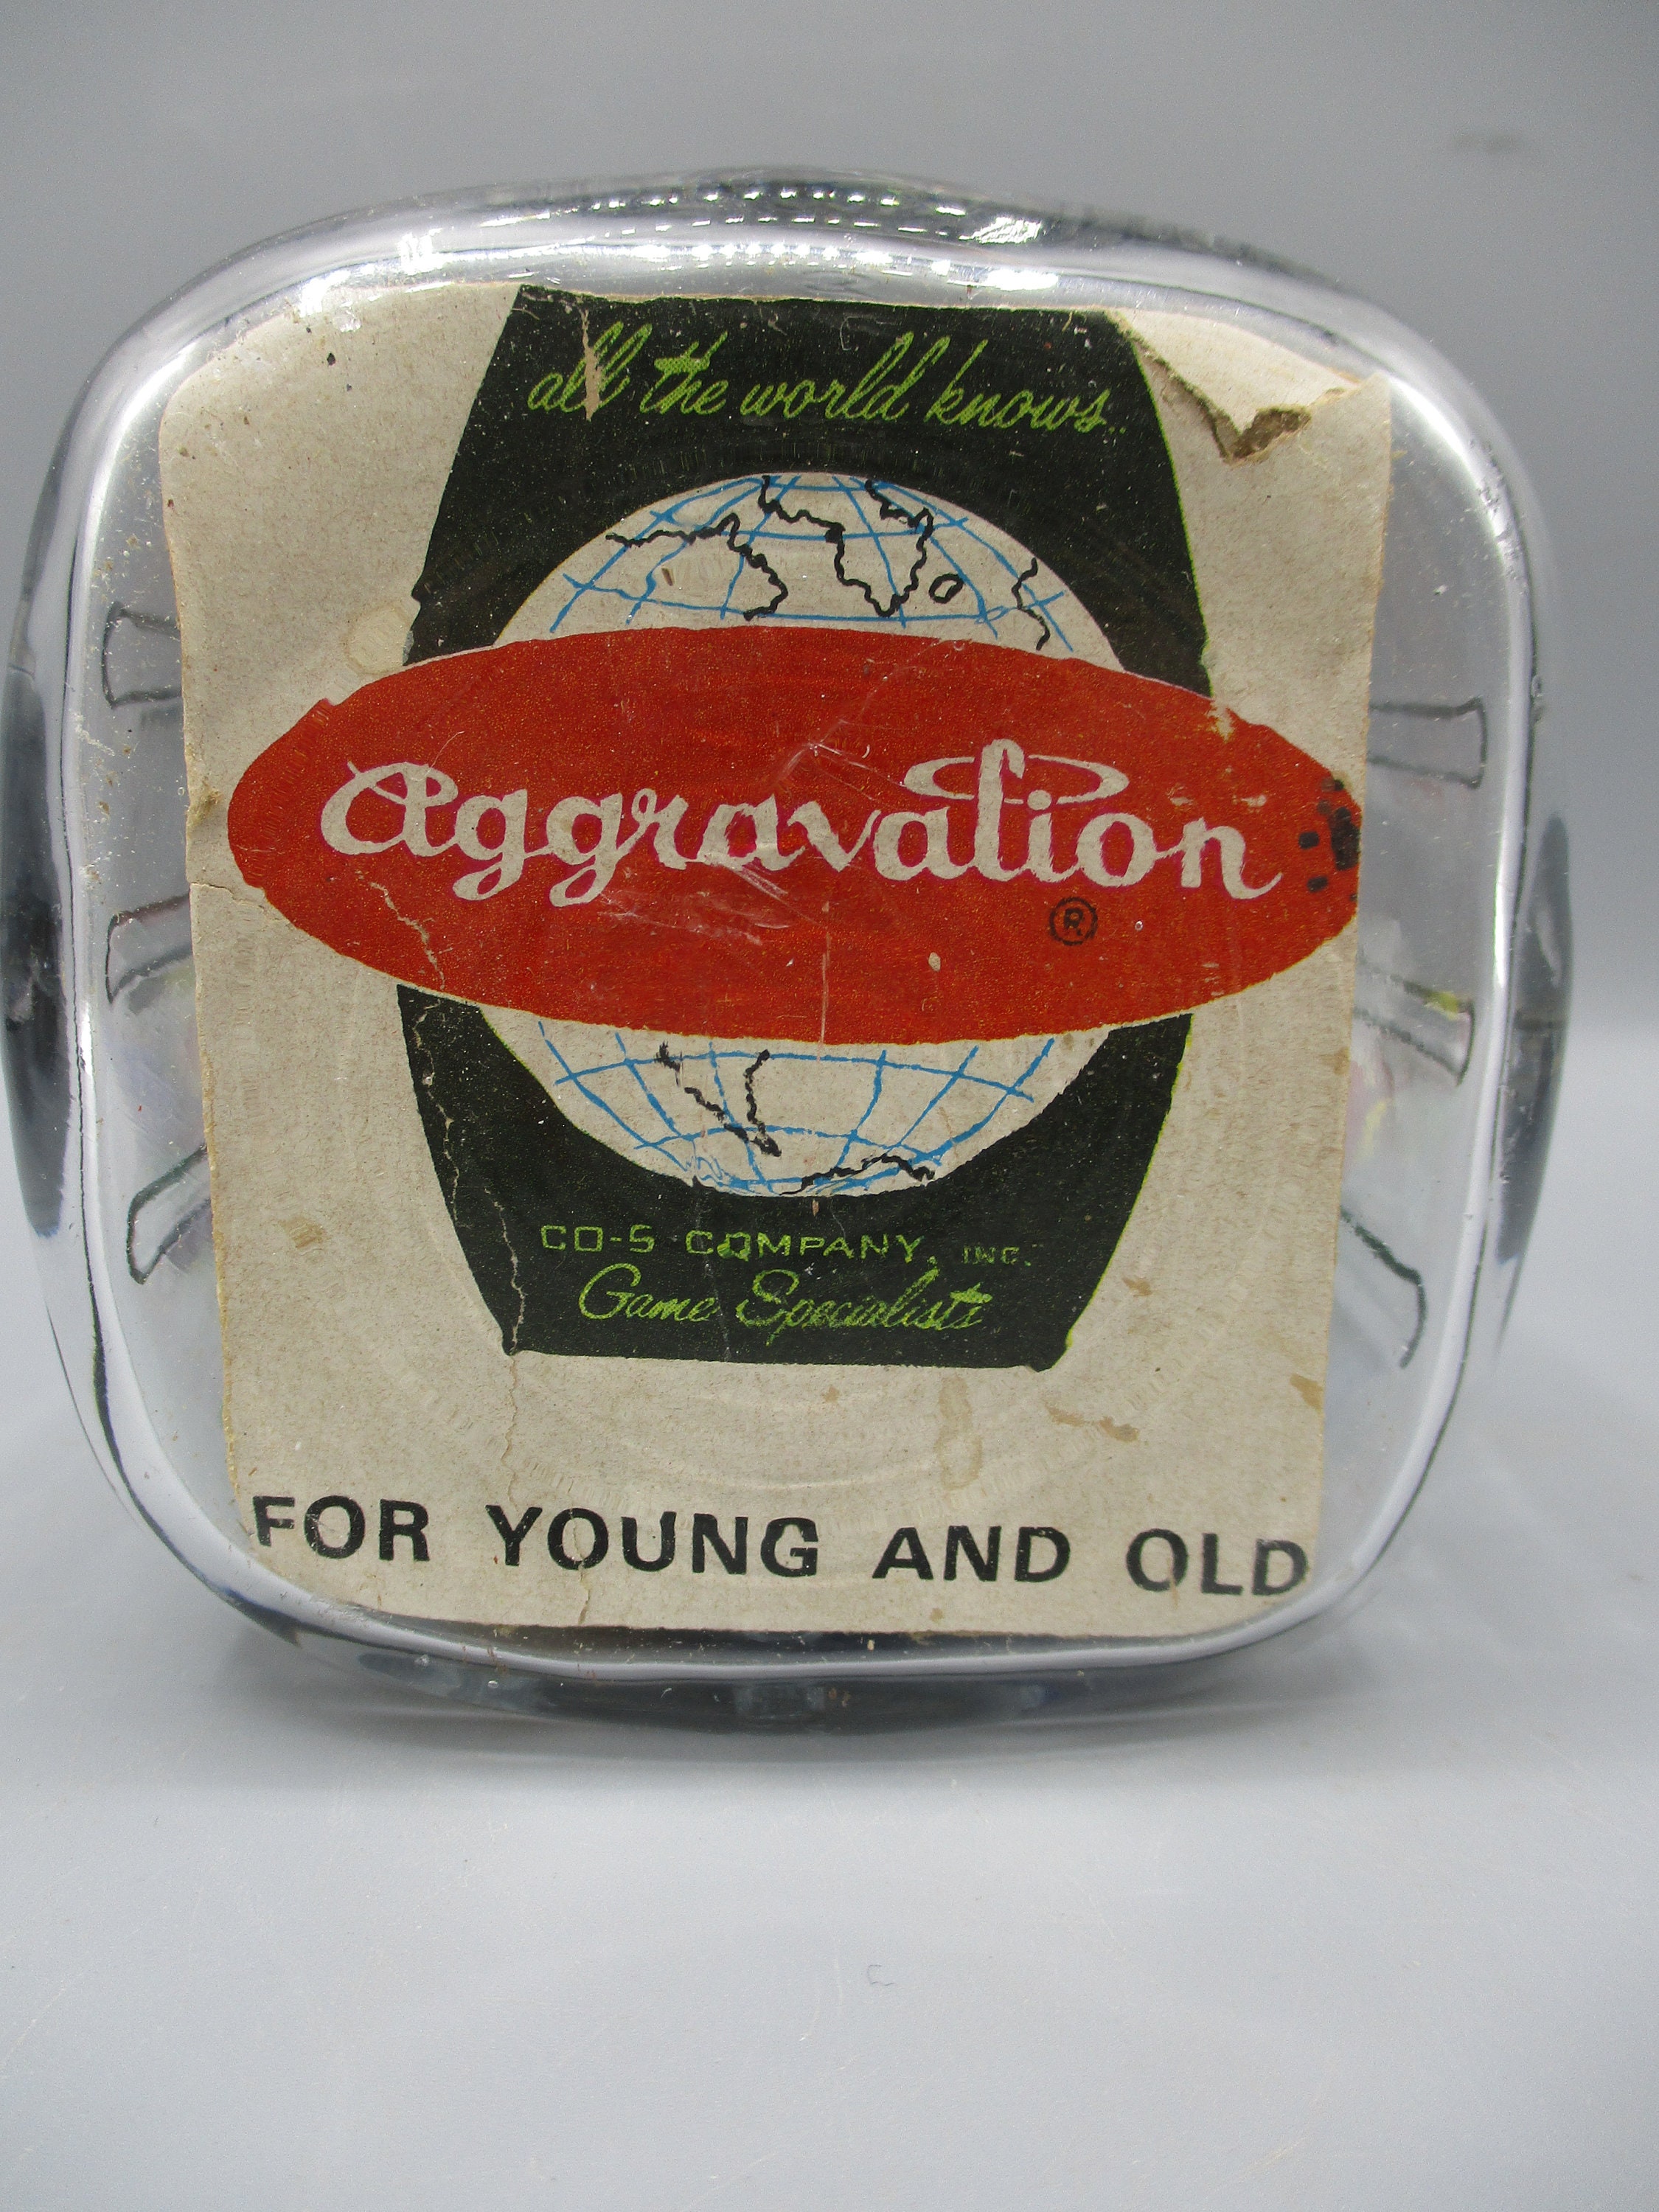 all the world knows..
Aggravation
®
CO-5 COMPANY, INC.
Game Specialists
FOR YOUNG AND OLD